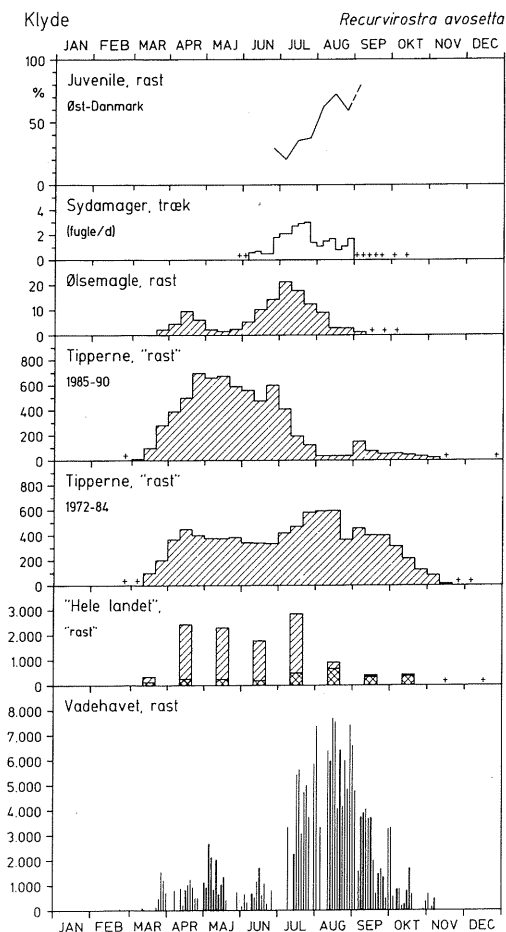 Klyde Recurvirostra avosetta
JAN FEB MAR APR MAJ JUN JUL AUG SEP OKT NOV DEC
100
%
50
0
Juvenile, rast
Øst-Danmark
4
2
0
Sydamager, træk
(fugle/d)
20
10
0
Ølsemagle, rast
800
600
400
200
0
Tipperne, "rast"
1985-90
800
600
400
200
0
Tipperne, "rast"
1972-84
3.000
2.000
1.000
0
"Hele landet",
"rast"
8.000
7.000
6.000
5.000
4.000
3.000
2.000
1.000
0
Vadehavet, rast
JAN FEB MAR APR MAJ JUN JUL AUG SEP OKT NOV DEC